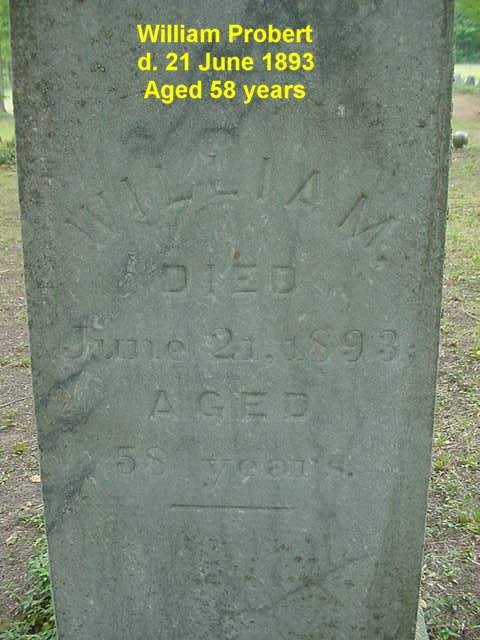 William Probert
d. 21 June 1893
Aged 58 years
WILLIAM.
DIED
June 21, 1893.
AGED
58 years.